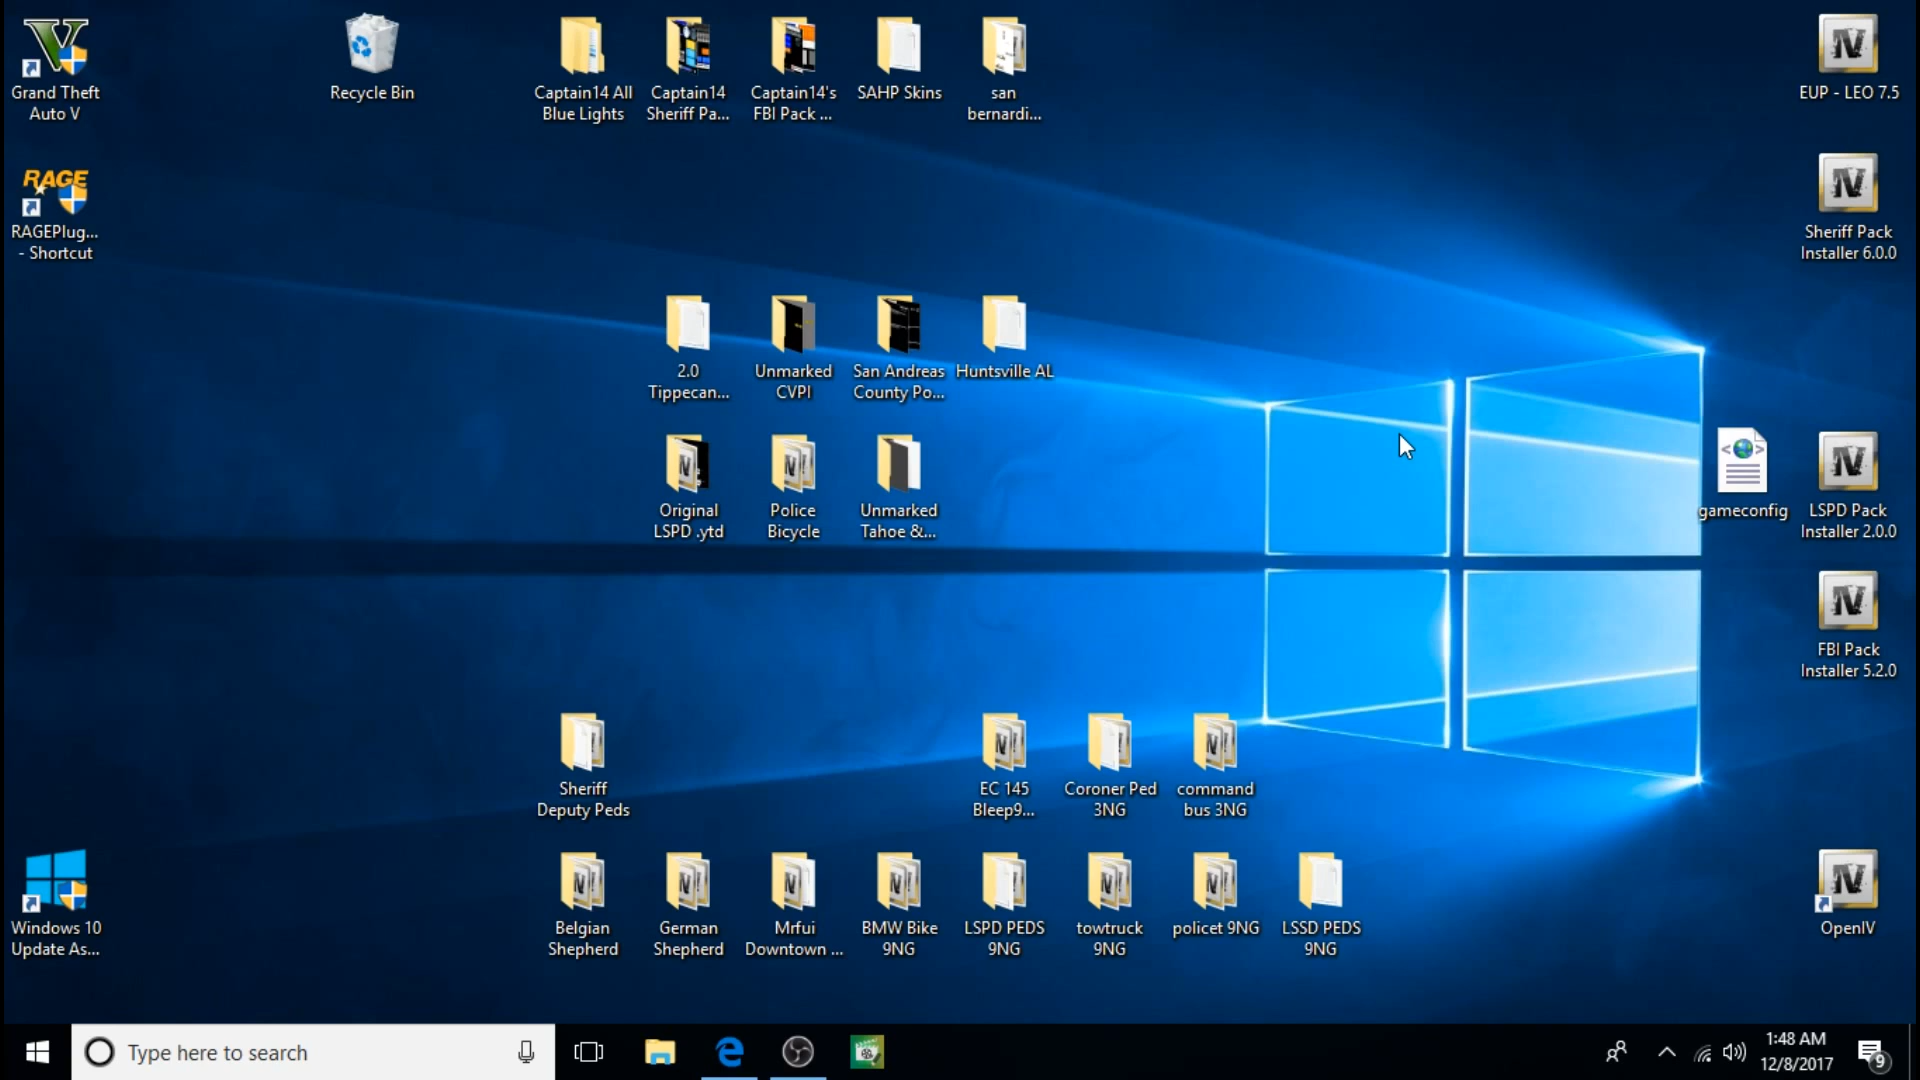 Grand Theft
Auto V
Recycle Bin
Captain14 All
Blue Lights
Captain14
Sheriff Pa...
Captain14's
FBI Pack ...
SAHP Skins
san
bernardi...
EUP - LEO 7.5
RAGE
RAGEPlug...
- Shortcut
Sheriff Pack
Installer 6.0.0
2.0
Tippecan...
Unmarked
CVPI
San Andreas
County Po...
Huntsville AL
Original
LSPD .ytd
Police
Bicycle
Unmarked
Tahoe &...
gameconfig
LSPD Pack
Installer 2.0.0
FBI Pack
Installer 5.2.0
Sheriff
Deputy Peds
EC 145
Bleep9...
Coroner Ped
3NG
command
bus 3NG
Windows 10
Update As...
Belgian
Shepherd
German
Shepherd
Mrfui
Downtown ...
BMW Bike
9NG
LSPD PEDS
9NG
towtruck
9NG
policet 9NG
LSSD PEDS
9NG
OpenIV
Type here to search
1:48 AM
12/8/2017
9